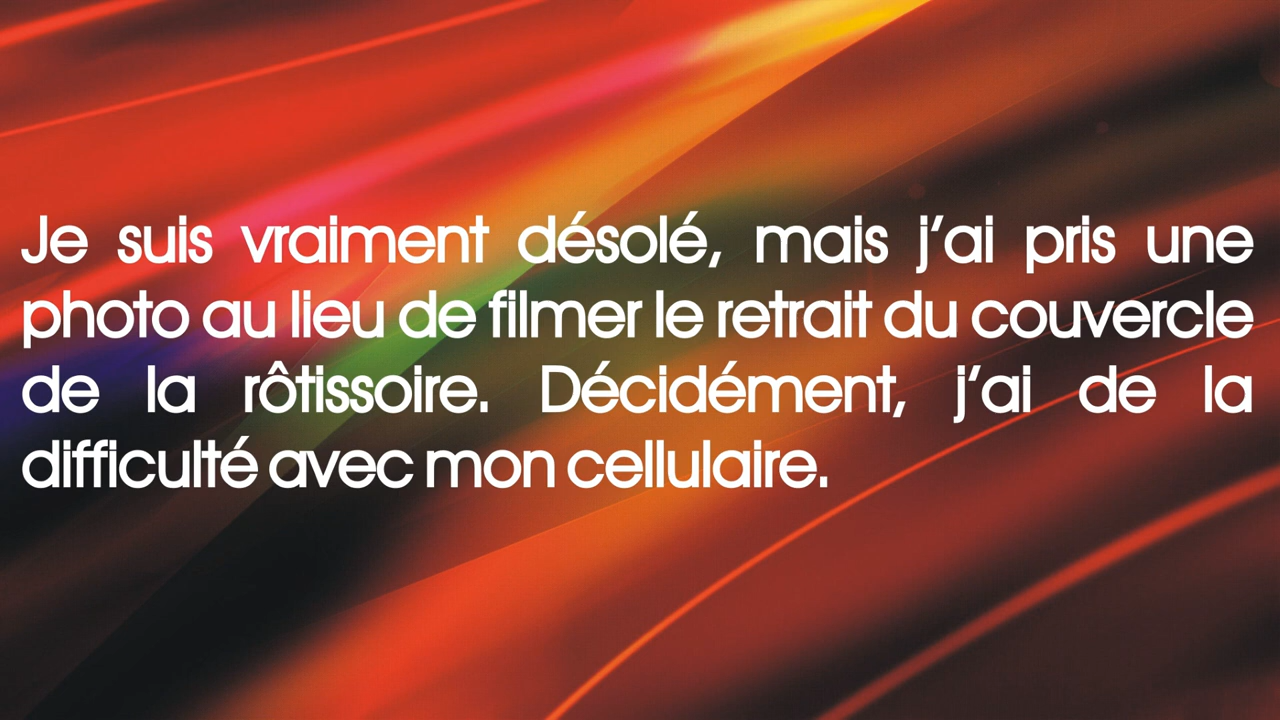 Je suis vraiment désolé, mais j’ai pris une
photo au lieu de filmer le retrait du couvercle
de la rôtissoire. Décidément, j’ai de la
difficulté avec mon cellulaire.